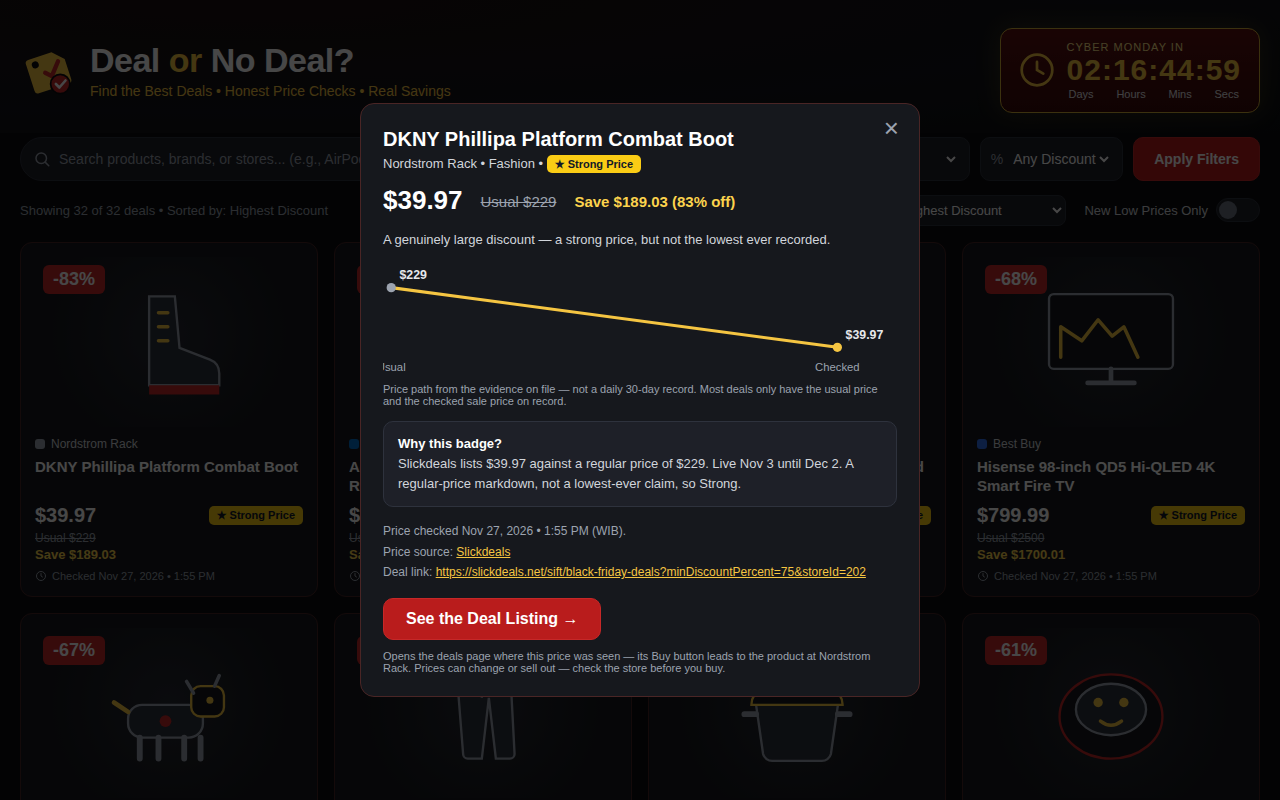 Deal or No Deal?
Find the Best Deals • Honest Price Checks • Real Savings
CYBER MONDAY IN
02:16:44:59
Days Hours Mins Secs
Search products, brands, or stores... (e.g., AirPo
% Any Discount
Apply Filters
Showing 32 of 32 deals • Sorted by: Highest Discount
ghest Discount
New Low Prices Only
DKNY Phillipa Platform Combat Boot
Nordstrom Rack • Fashion • ★ Strong Price
$39.97 Usual $229 Save $189.03 (83% off)
A genuinely large discount — a strong price, but not the lowest ever recorded.
$229
$39.97
Usual
Checked
Price path from the evidence on file — not a daily 30-day record. Most deals only have the usual price
and the checked sale price on record.
Why this badge?
Slickdeals lists $39.97 against a regular price of $229. Live Nov 3 until Dec 2. A
regular-price markdown, not a lowest-ever claim, so Strong.
Price checked Nov 27, 2026 • 1:55 PM (WIB).
Price source: Slickdeals
Deal link: https://slickdeals.net/sift/black-friday-deals?minDiscountPercent=75&storeId=202
See the Deal Listing →
Opens the deals page where this price was seen — its Buy button leads to the product at Nordstrom
Rack. Prices can change or sell out — check the store before you buy.
-83%
Nordstrom Rack
DKNY Phillipa Platform Combat Boot
$39.97
★ Strong Price
Usual $229
Save $189.03
Checked Nov 27, 2026 • 1:55 PM
-68%
Best Buy
Hisense 98-inch QD5 Hi-QLED 4K
Smart Fire TV
$799.99
★ Strong Price
Usual $2500
Save $1700.01
Checked Nov 27, 2026 • 1:55 PM
-67%
-61%